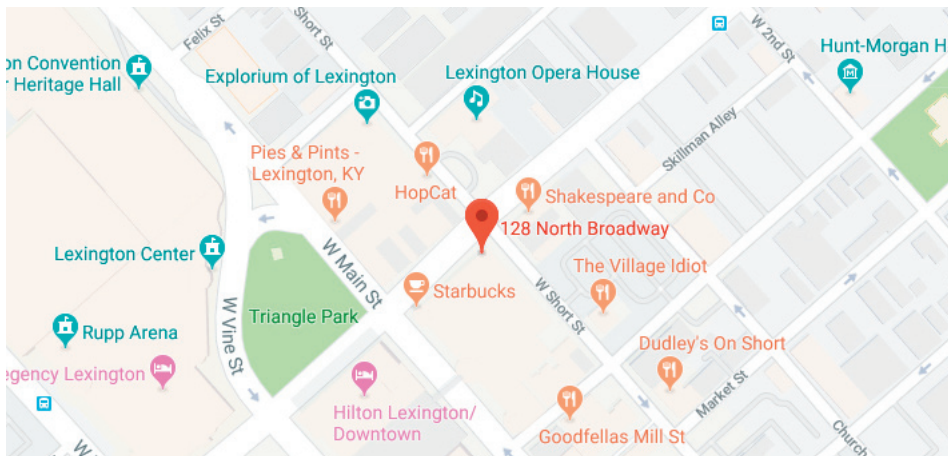 Felix St
Short St
W 2nd St
Hunt-Morgan H
on Convention
r Heritage Hall
Explorium of Lexington
Lexington Opera House
Skillman Alley
Pies & Pints -
Lexington, KY
HopCat
Shakespeare and Co
128 North Broadway
Lexington Center
W Main St
The Village Idiot
Starbucks
W Short St
Triangle Park
W Vine St
Rupp Arena
Dudley's On Short
egency Lexington
Market St
Hilton Lexington/
Downtown
Goodfellas Mill St
Church
W